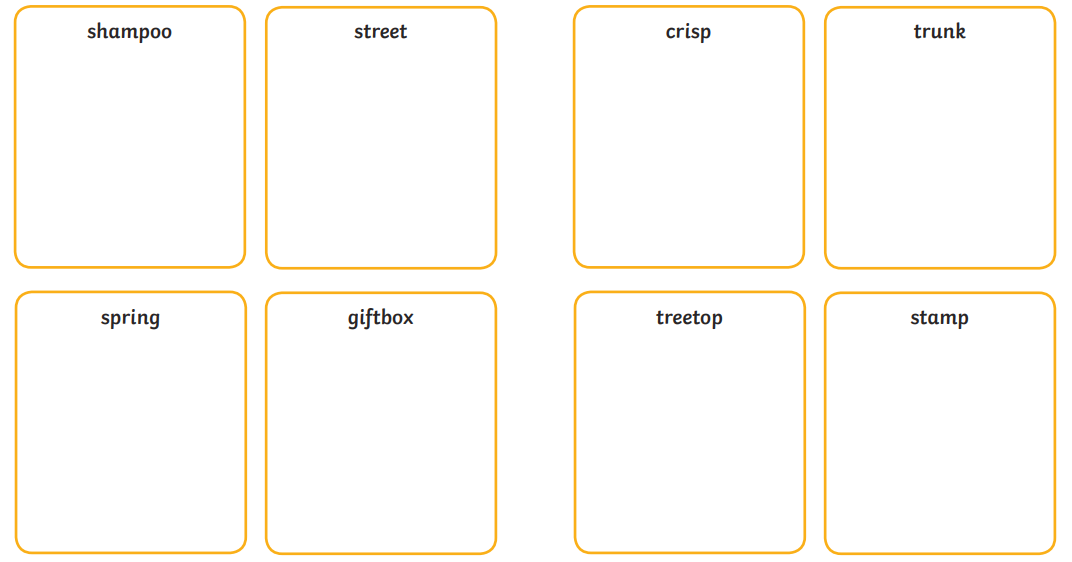 shampoo
street
crisp
trunk
spring
giftbox
treetop
stamp